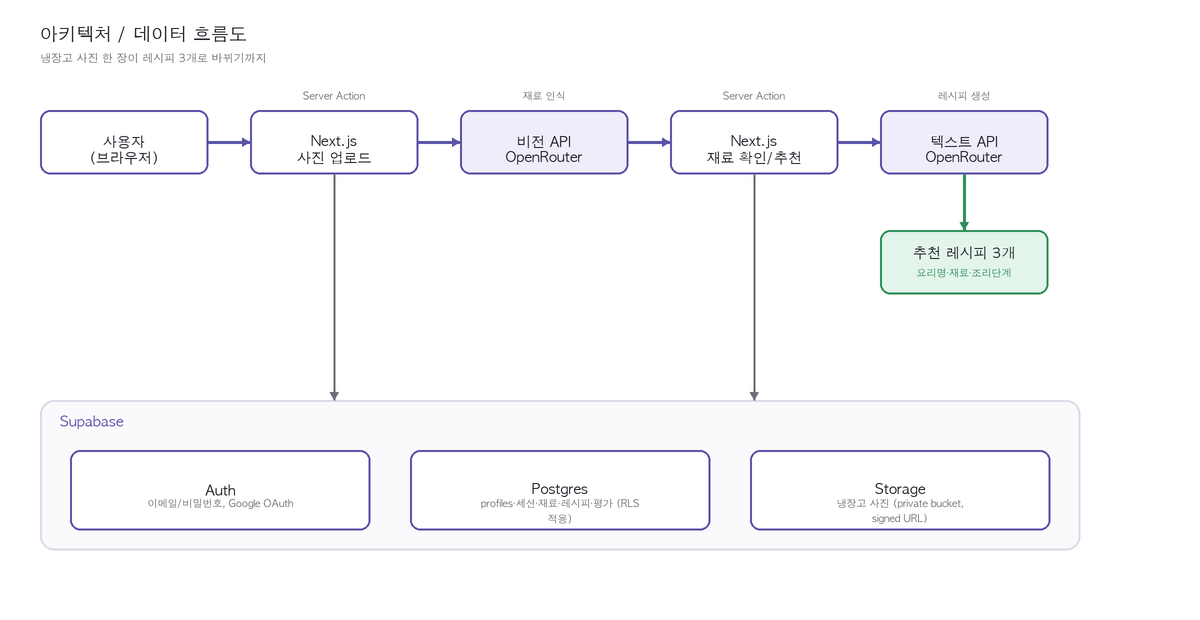 아키텍처 / 데이터 흐름도
냉장고 사진 한 장이 레시피 3개로 바뀌기까지
Server Action
재료 인식
Server Action
레시피 생성
사용자
(브라우저)
Next.js
사진 업로드
비전 API
OpenRouter
Next.js
재료 확인/추천
텍스트 API
OpenRouter
추천 레시피 3개
요리명·재료·조리단계
Supabase
Auth
이메일/비밀번호, Google OAuth
Postgres
profiles·세션·재료·레시피·평가 (RLS
적용)
Storage
냉장고 사진 (private bucket,
signed URL)